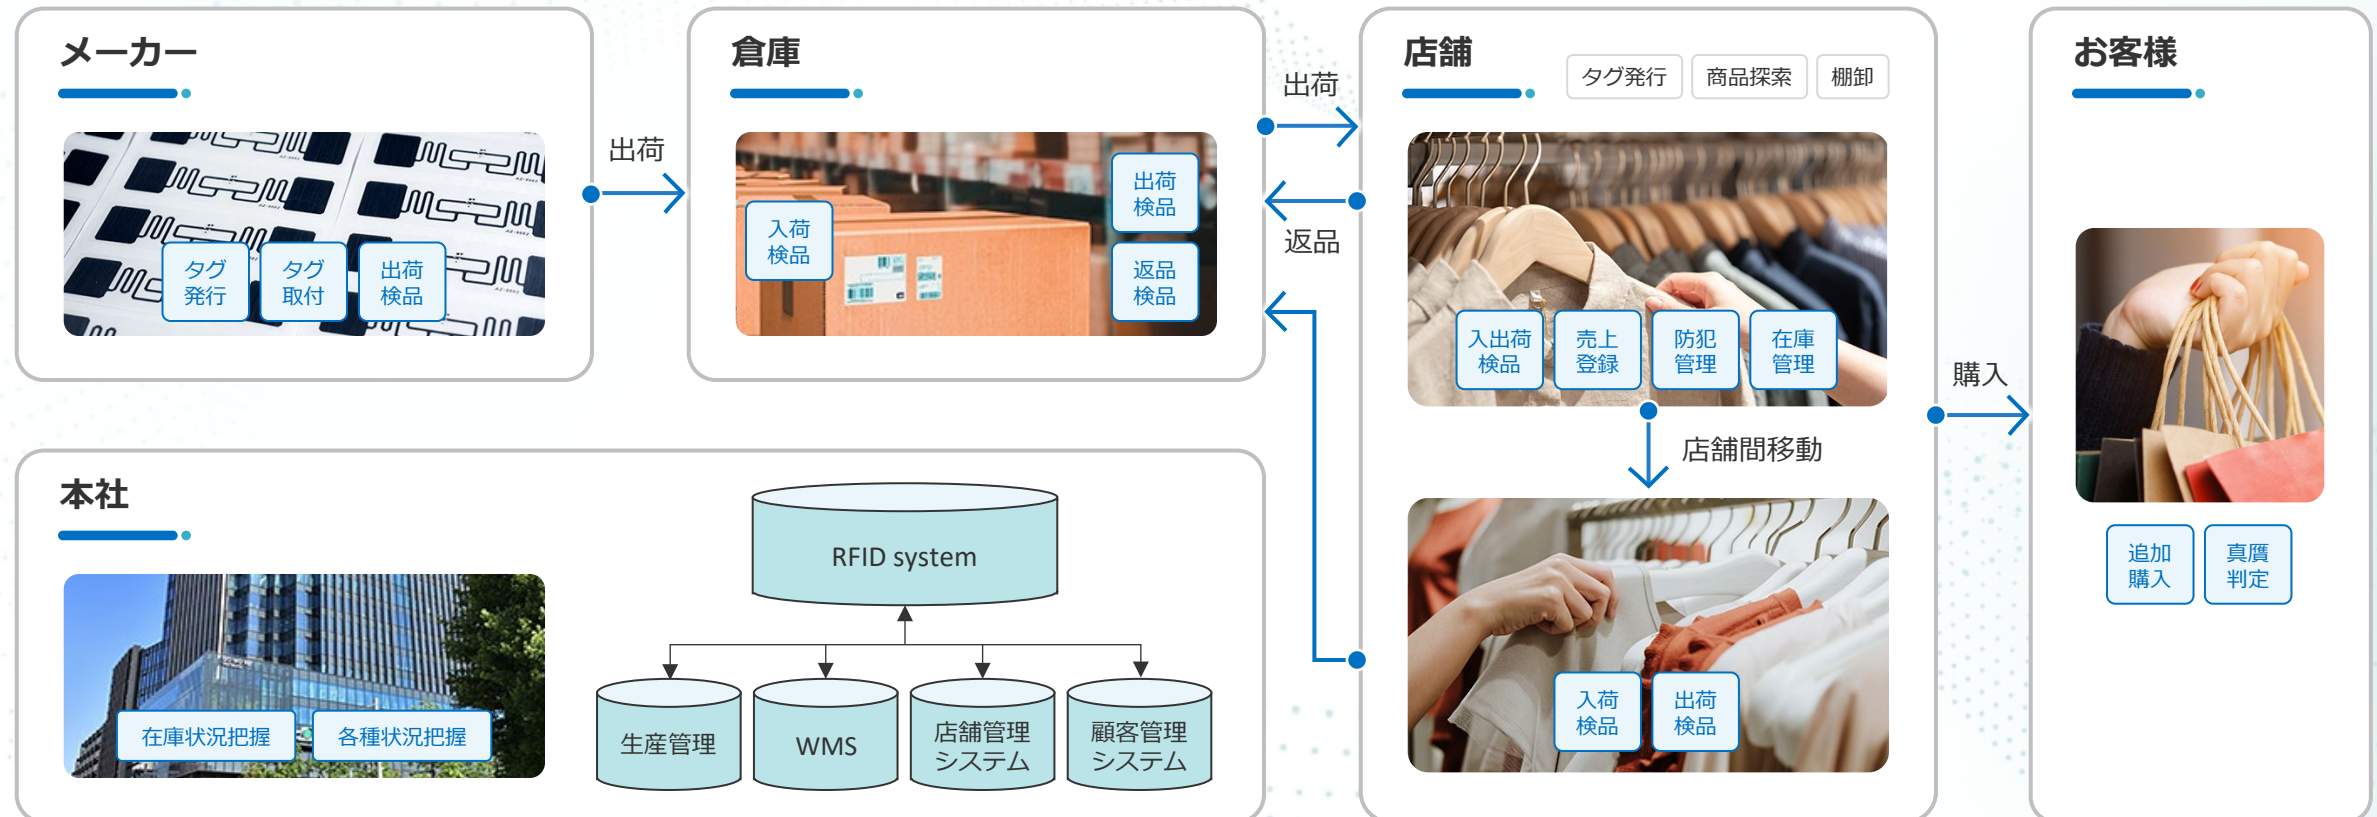 メーカー
タグ
発行
タグ
取付
出荷
検品
出荷
倉庫
入荷
検品
出荷
検品
返品
検品
出荷
返品
店舗
タグ発行
商品探索
棚卸
入出荷
検品
売上
登録
防犯
管理
在庫
管理
店舗間移動
入荷
検品
出荷
検品
購入
お客様
追加
購入
真贋
判定
本社
在庫状況把握
各種状況把握
RFID system
生産管理
WMS
店舗管理
システム
顧客管理
システム